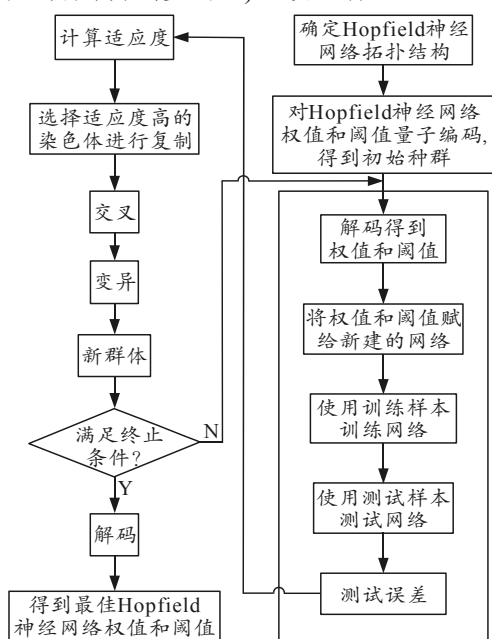 计算适应度
选择适应度高的
染色体进行复制
交叉
变异
新群体
满足终止
条件?
N
Y
解码
得到最佳Hopfield
神经网络权值和阈值
确定Hopfield神经
网络拓扑结构
对Hopfield神经网络
权值和阈值量子编码,
得到初始种群
解码得到
权值和阈值
将权值和阈值赋
给新建的网络
使用训练样本
训练网络
使用测试样本
测试网络
测试误差